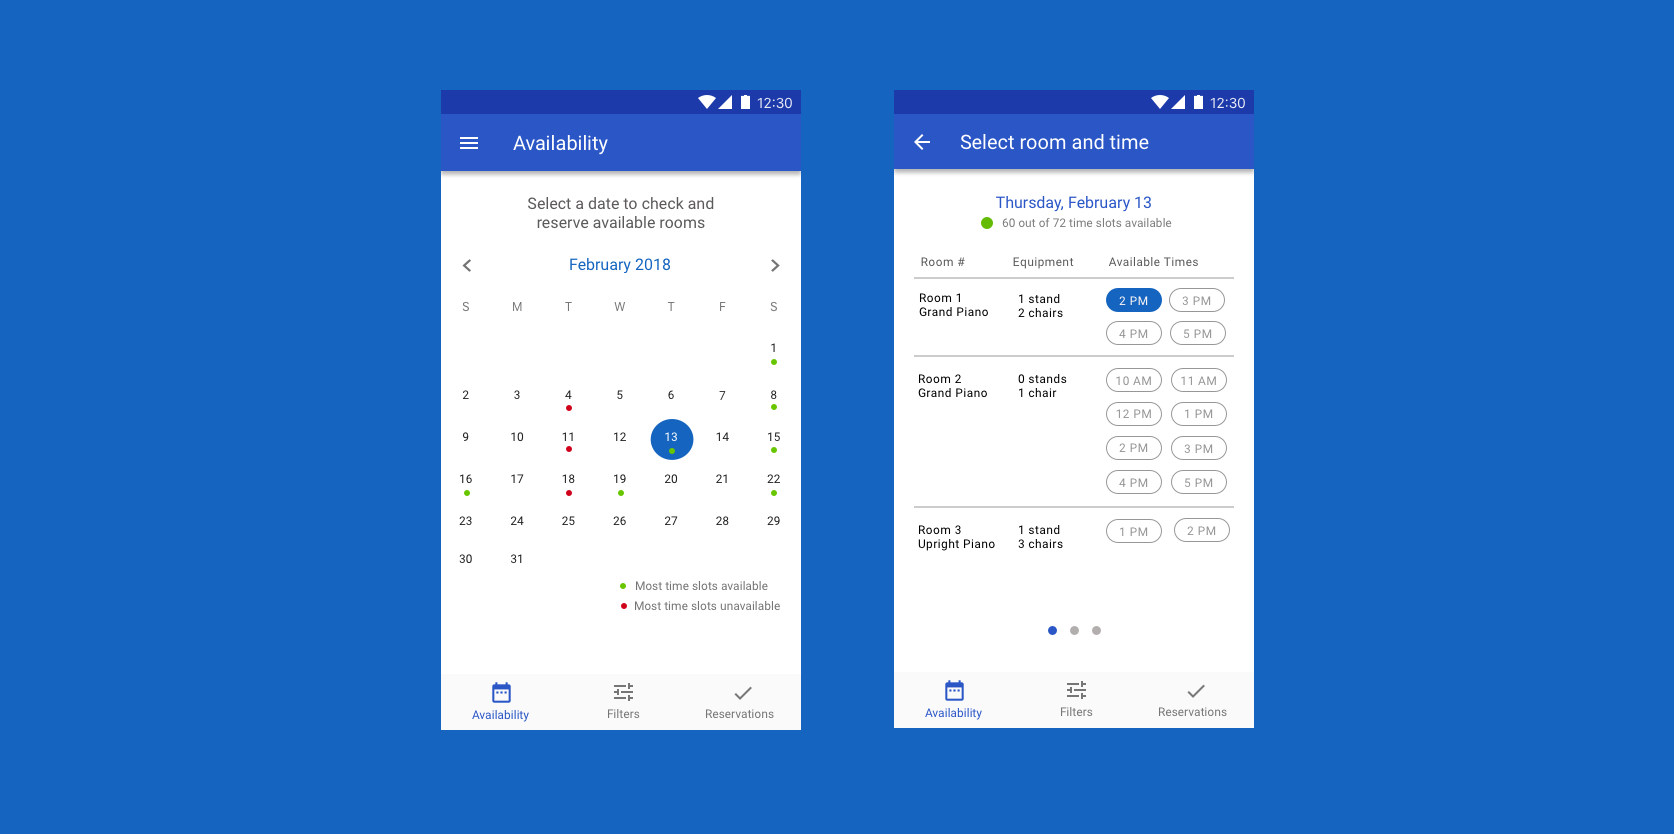 12:30
Availability
Select a date to check and
reserve available rooms
February 2018
S M T W T F S
1
2 3 4 5 6 7 8
9 10 11 12 13 14 15
16 17 18 19 20 21 22
23 24 25 26 27 28 29
30 31
Most time slots available
Most time slots unavailable
Availability Filters Reservations
12:30
Select room and time
Thursday, February 13
60 out of 72 time slots available
Room # Equipment Available Times
Room 1 1 stand 2 PM 3 PM
Grand Piano 2 chairs
4 PM 5 PM
Room 2 0 stands 10 AM 11 AM
Grand Piano 1 chair
12 PM 1 PM
2 PM 3 PM
4 PM 5 PM
Room 3 1 stand 1 PM 2 PM
Upright Piano 3 chairs
Availability Filters Reservations